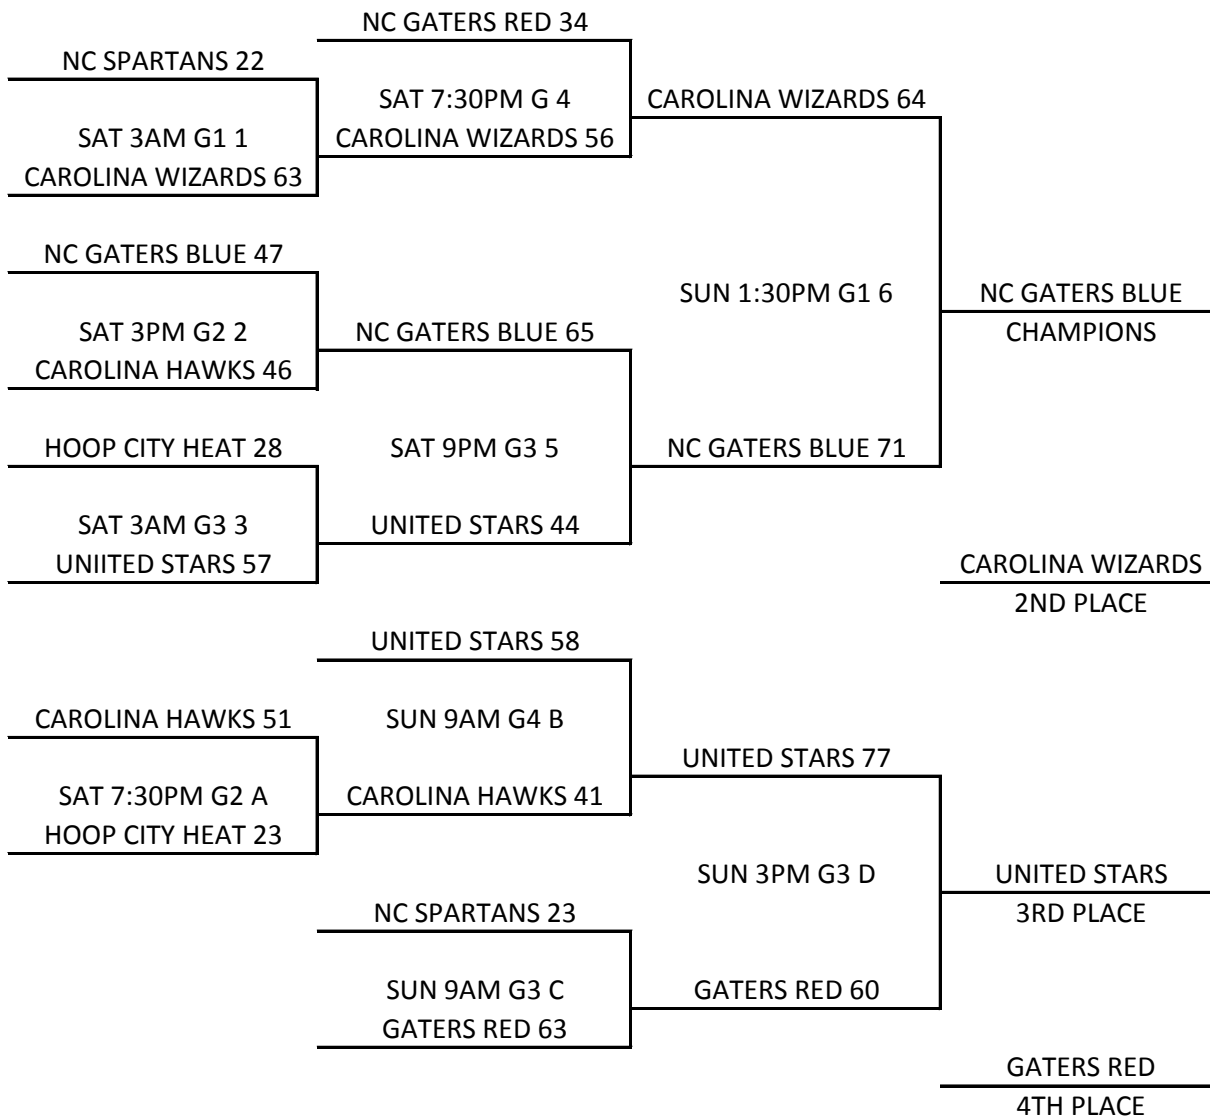 NC GATERS RED 34
NC SPARTANS 22
SAT 7:30PM G 4
CAROLINA WIZARDS 64
SAT 3AM G1 1
CAROLINA WIZARDS 56
CAROLINA WIZARDS 63
NC GATERS BLUE 47
SUN 1:30PM G1 6
NC GATERS BLUE
SAT 3PM G2 2
NC GATERS BLUE 65
CHAMPIONS
CAROLINA HAWKS 46
HOOP CITY HEAT 28
SAT 9PM G3 5
NC GATERS BLUE 71
SAT 3AM G3 3
UNITED STARS 44
UNIITED STARS 57
CAROLINA WIZARDS
2ND PLACE
UNITED STARS 58
CAROLINA HAWKS 51
SUN 9AM G4 B
UNITED STARS 77
SAT 7:30PM G2 A
CAROLINA HAWKS 41
HOOP CITY HEAT 23
SUN 3PM G3 D
UNITED STARS
NC SPARTANS 23
3RD PLACE
SUN 9AM G3 C
GATERS RED 60
GATERS RED 63
GATERS RED
4TH PLACE